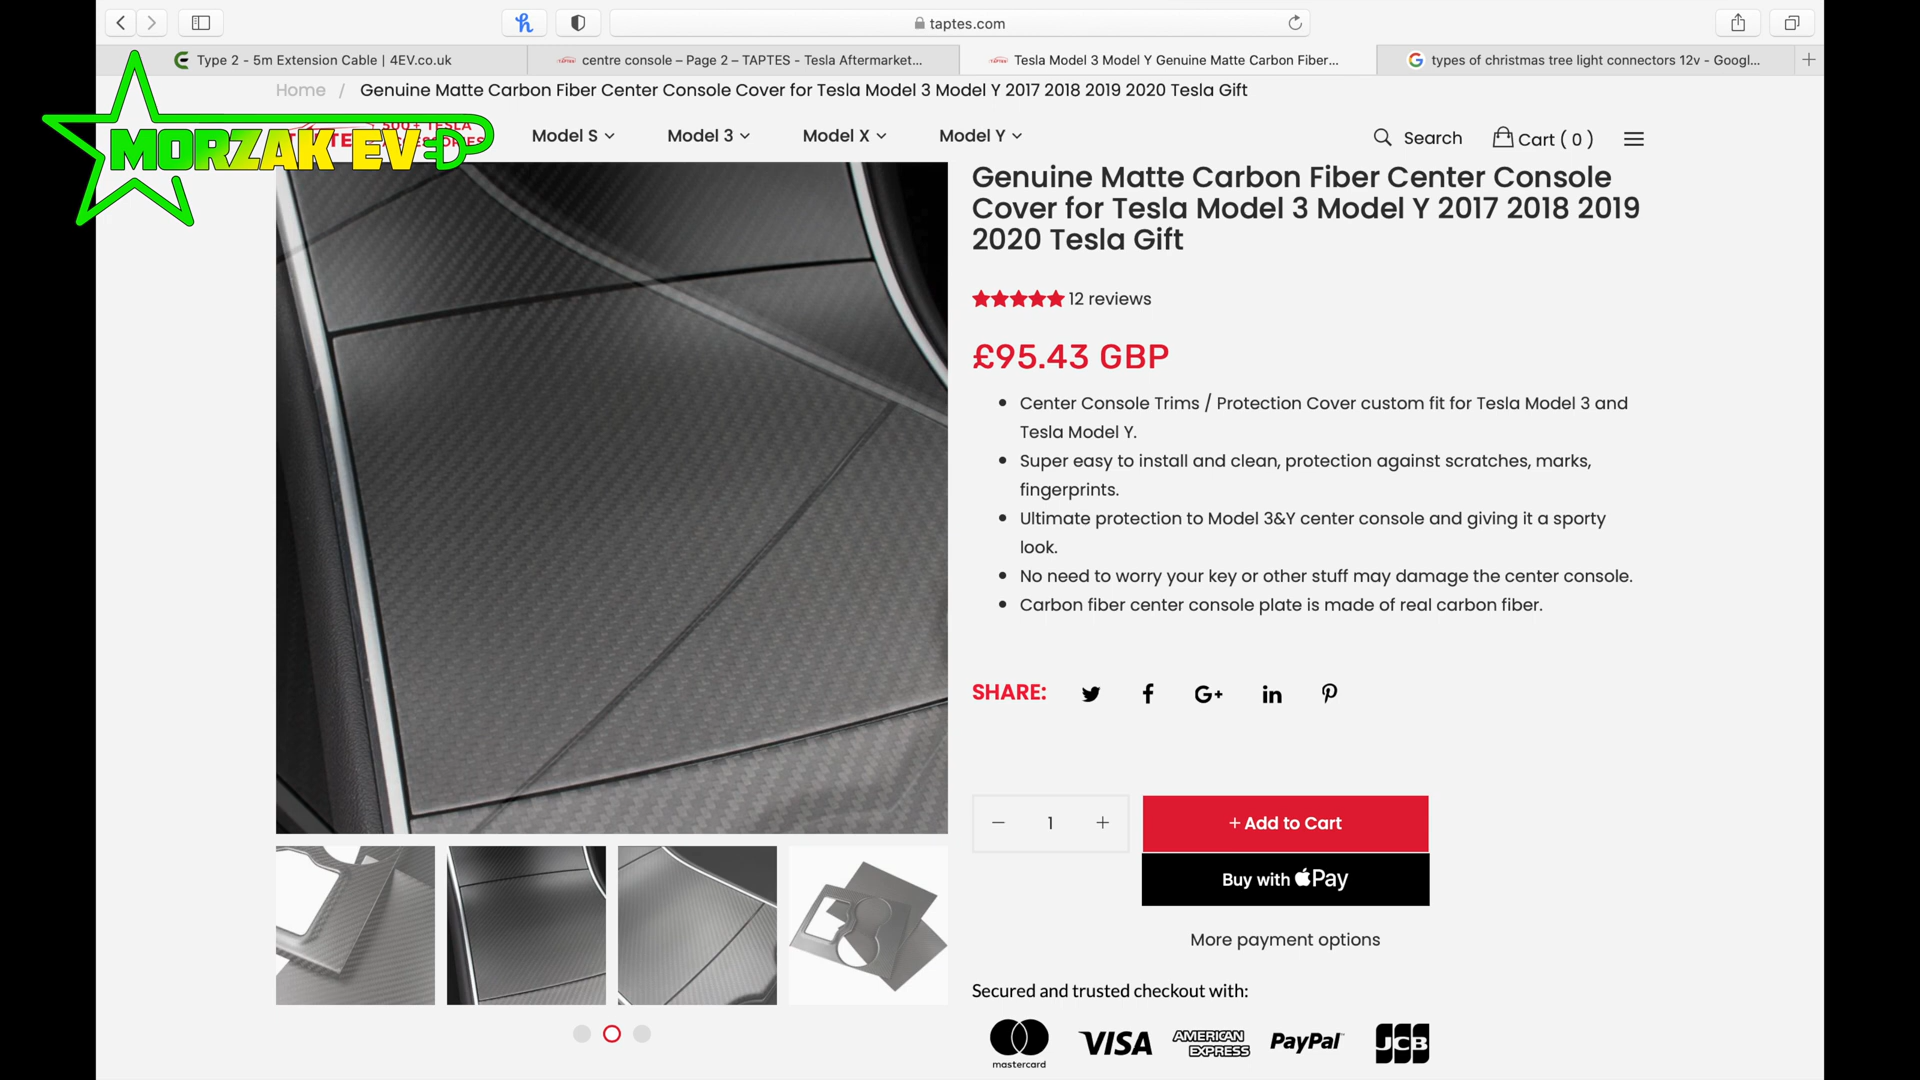 taptes.com
Type 2 - 5m Extension Cable | 4EV.co.uk
centre console – Page 2 – TAPTES - Tesla Aftermarket...
Tesla Model 3 Model Y Genuine Matte Carbon Fiber...
types of christmas tree light connectors 12v - Googl...
Home / Genuine Matte Carbon Fiber Center Console Cover for Tesla Model 3 Model Y 2017 2018 2019 2020 Tesla Gift
MORZAK EV
Model S
Model 3
Model X
Model Y
Search
Cart ( 0 )
Genuine Matte Carbon Fiber Center Console
Cover for Tesla Model 3 Model Y 2017 2018 2019
2020 Tesla Gift
12 reviews
£95.43 GBP
Center Console Trims / Protection Cover custom fit for Tesla Model 3 and
Tesla Model Y.
Super easy to install and clean, protection against scratches, marks,
fingerprints.
Ultimate protection to Model 3&Y center console and giving it a sporty
look.
No need to worry your key or other stuff may damage the center console.
Carbon fiber center console plate is made of real carbon fiber.
SHARE:
G+
in
1
+ Add to Cart
Buy with Pay
More payment options
Secured and trusted checkout with:
mastercard
VISA
AMERICAN EXPRESS
PayPal
JCB